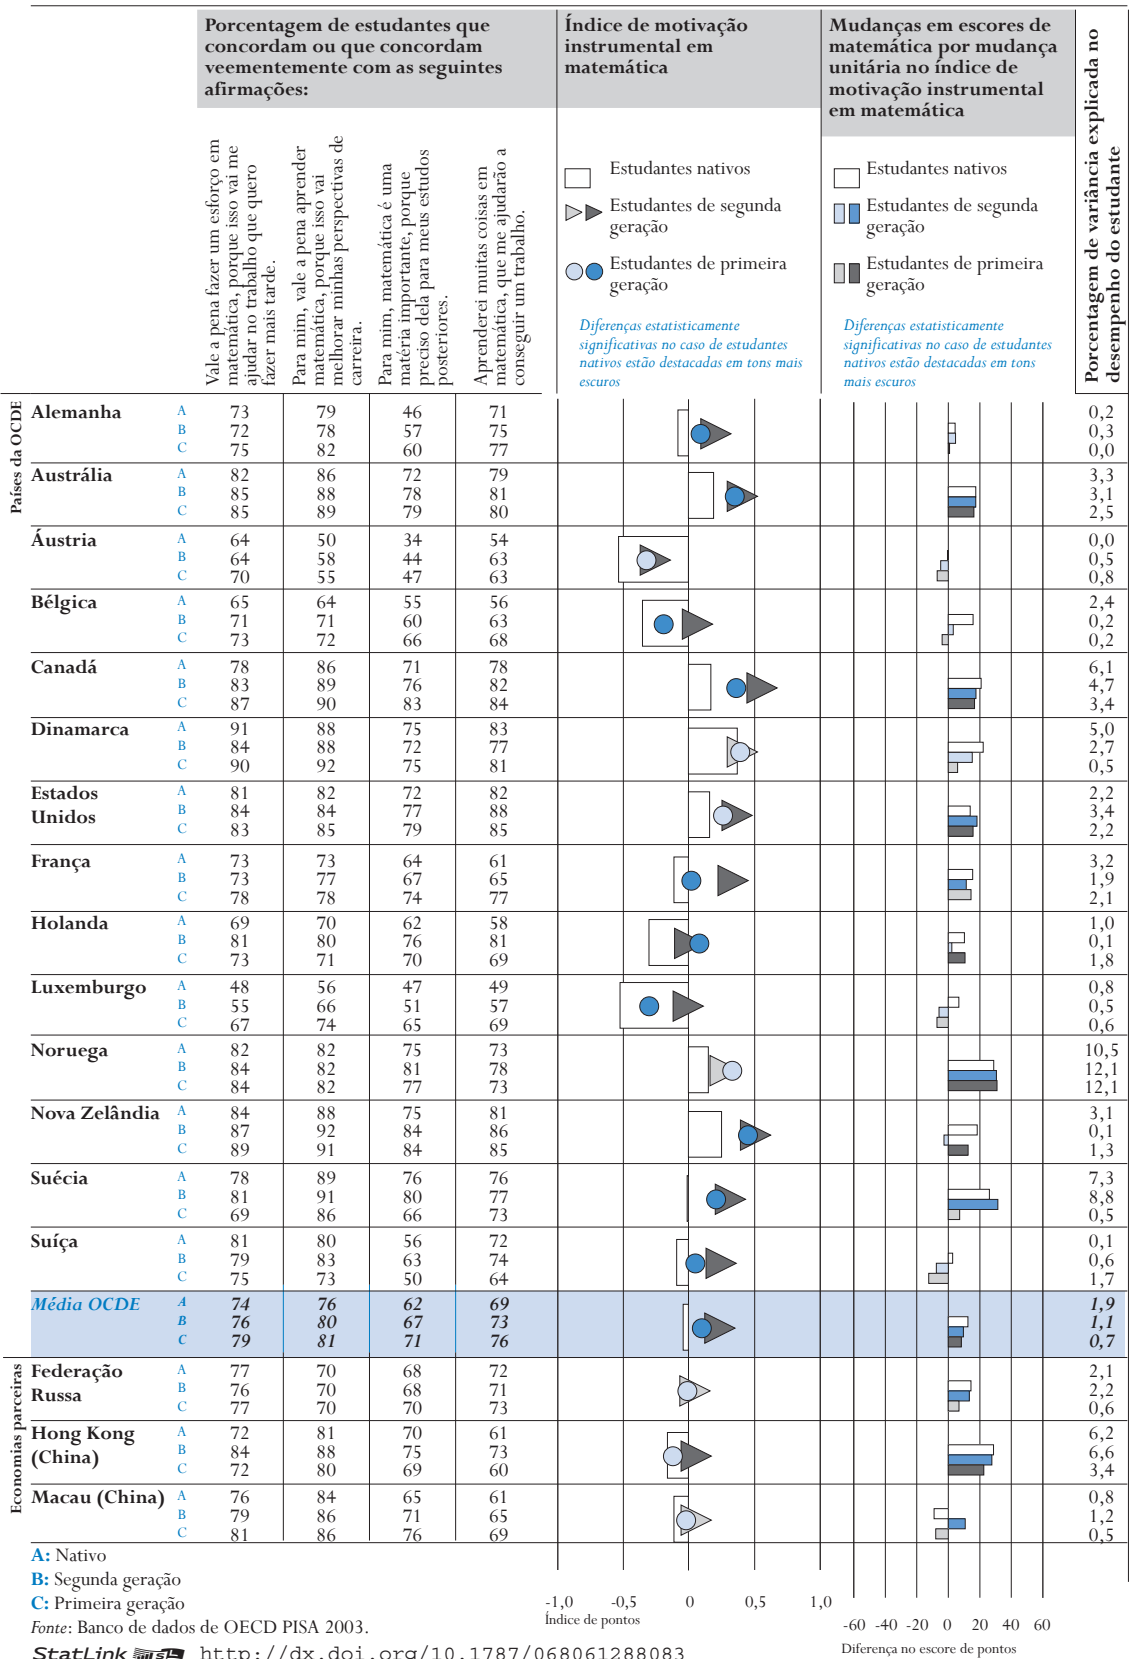 Porcentagem de estudantes que
concordam ou que concordam
veementemente com as seguintes
afirmações:
Índice de motivação
instrumental em
matemática
Mudanças em escores de
matemática por mudança
unitária no índice de
motivação instrumental
em matemática
Porcentagem de variância explicada no
desempenho do estudante
Vale a pena fazer um esforço em
matemática, porque isso vai me
ajudar no trabalho que quero
fazer mais tarde.
Para mim, vale a pena aprender
matemática, porque isso vai
melhorar minhas perspectivas de
carreira.
Para mim, matemática é uma
matéria importante, porque
preciso dela para meus estudos
posteriores.
Aprenderei muitas coisas em
matemática, que me ajudarão a
conseguir um trabalho.
Estudantes nativos
Estudantes de segunda
geração
Estudantes de primeira
geração
Diferenças estatisticamente
significativas no caso de estudantes
nativos estão destacadas em tons mais
escuros
Estudantes nativos
Estudantes de segunda
geração
Estudantes de primeira
geração
Diferenças estatisticamente
significativas no caso de estudantes
nativos estão destacadas em tons
mais escuros
Países da OCDE
Alemanha A 73 79 46 71 0,2
B 72 78 57 75 0,3
C 75 82 60 77 0,0
Austrália A 82 86 72 79 3,3
B 85 88 78 81 3,1
C 85 89 79 80 2,5
Áustria A 64 50 34 54 0,0
B 64 58 44 63 0,5
C 70 55 47 63 0,8
Bélgica A 65 64 55 56 2,4
B 71 71 60 63 0,2
C 73 72 66 68 0,2
Canadá A 78 86 71 78 6,1
B 83 89 76 82 4,7
C 87 90 83 84 3,4
Dinamarca A 91 88 75 83 5,0
B 84 88 72 77 2,7
C 90 92 75 81 0,5
Estados A 81 82 72 82 2,2
Unidos B 84 84 77 88 3,4
C 83 85 79 85 2,2
França A 73 73 64 61 3,2
B 73 77 67 65 1,9
C 78 78 74 77 2,1
Holanda A 69 70 62 58 1,0
B 81 80 76 81 0,1
C 73 71 70 69 1,8
Luxemburgo A 48 56 47 49 0,8
B 55 66 51 57 0,5
C 67 74 65 69 0,6
Noruega A 82 82 75 73 10,5
B 84 82 81 78 12,1
C 84 82 77 73 12,1
Nova Zelândia A 84 88 75 81 3,1
B 87 92 84 86 0,1
C 89 91 84 85 1,3
Suécia A 78 89 76 76 7,3
B 81 91 80 77 8,8
C 69 86 66 73 0,5
Suíça A 81 80 56 72 0,1
B 79 83 63 74 0,6
C 75 73 50 64 1,7
Média OCDE A 74 76 62 69 1,9
B 76 80 67 73 1,1
C 79 81 71 76 0,7
Economias parceiras
Federação A 77 70 68 72 2,1
Russa B 76 70 68 71 2,2
C 77 70 70 73 0,6
Hong Kong A 72 81 70 61 6,2
(China) B 84 88 75 73 6,6
C 72 80 69 60 3,4
Macau (China) A 76 84 65 61 0,8
B 79 86 71 65 1,2
C 81 86 76 69 0,5
A: Nativo
B: Segunda geração
C: Primeira geração
-1,0 -0,5 0 0,5 1,0
Índice de pontos
-60 -40 -20 0 20 40 60
Diferença no escore de pontos
Fonte: Banco de dados de OECD PISA 2003.
StatLink http://dx.doi.org/10.1787/068061288083